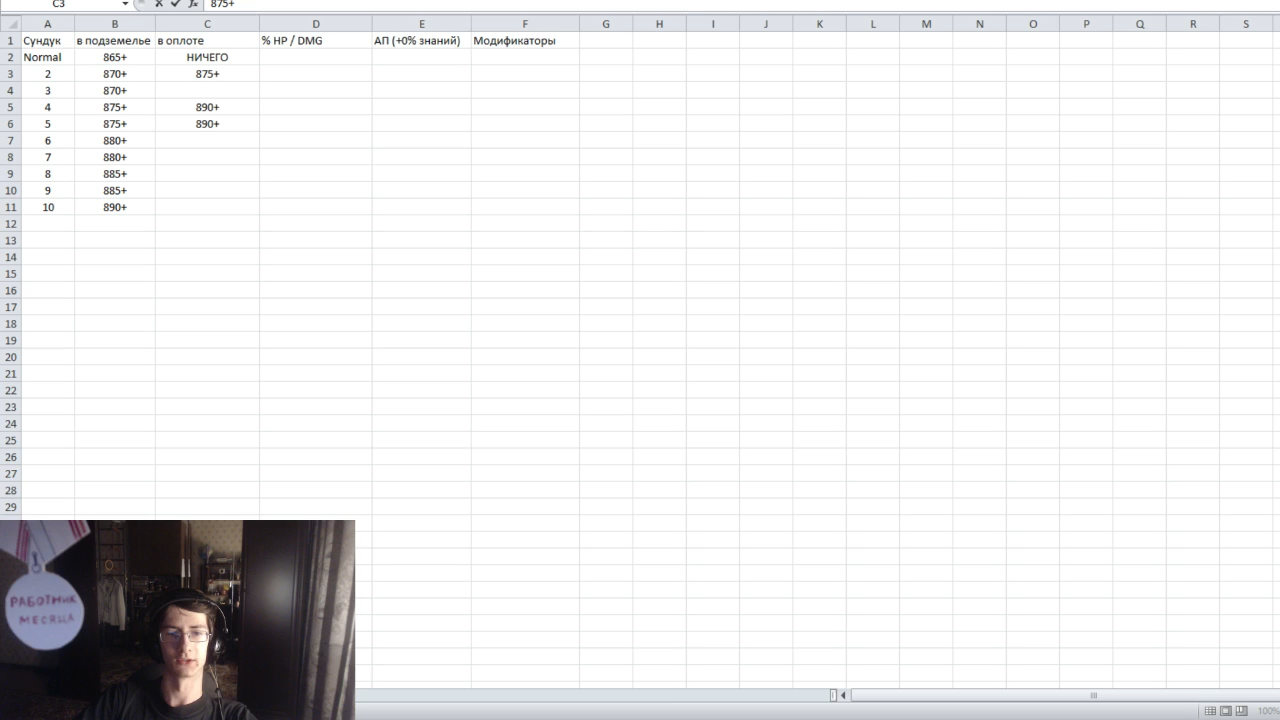 C3 fx 875+
A B C D E F G H I J K L M N O P Q R S
1 Сундук в подземелье в оплоте % HP / DMG АП (+0% знаний) Модификаторы
2 Normal 865+ НИЧЕГО
3 2 870+ 875+
4 3 870+
5 4 875+ 890+
6 5 875+ 890+
7 6 880+
8 7 880+
9 8 885+
10 9 885+
11 10 890+
12
13
14
15
16
17
18
19
20
21
22
23
24
25
26
27
28
29
РАБОТНИК
МЕСЯЦА
100%